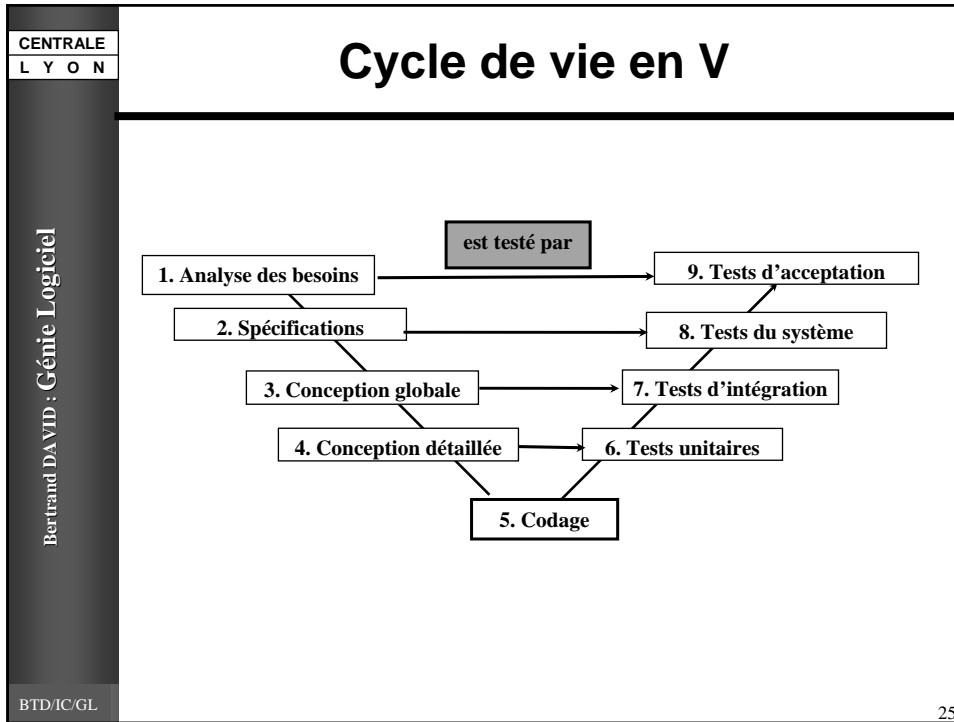 CENTRALE
L Y O N
Cycle de vie en V
Bertrand DAVID : Génie Logiciel
est testé par
1. Analyse des besoins
9. Tests d'acceptation
2. Spécifications
8. Tests du système
3. Conception globale
7. Tests d'intégration
4. Conception détaillée
6. Tests unitaires
5. Codage
BTD/IC/GL
25